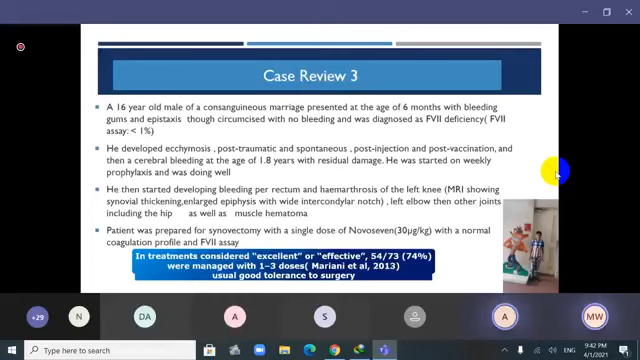 Case Review 3
A 16 year old male of a consanguineous marriage presented at the age of 6 months with bleeding
gums and epistaxis though circumcised with no bleeding and was diagnosed as FVII deficiency( FVII
assay: < 1%)
He developed ecchymosis , post-traumatic and spontaneous , post-injection and post-vaccination, and
then a cerebral bleeding at the age of 1.8 years with residual damage. He was started on weekly
prophylaxis and was doing well
He then started developing bleeding per rectum and haemarthrosis of the left knee (MRI showing
synovial thickening,enlarged epiphysis with wide intercondylar notch) , left elbow then other joints
including the hip as well as muscle hematoma
Patient was prepared for synovectomy with a single dose of Novoseven(30µg/kg) with a normal
coagulation profile and FVII assay
In treatments considered "excellent" or "effective", 54/73 (74%)
were managed with 1–3 doses( Mariani et al, 2013)
usual good tolerance to surgery
+29
N
DA
A
S
A
MW
Type here to search
ENG
9:42 PM
4/1/2021